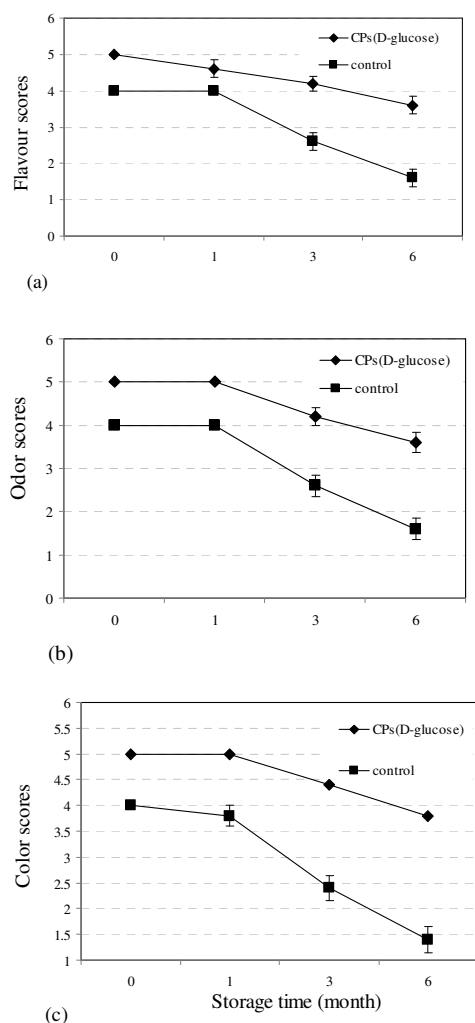 6
CPs(D-glucose)
5
control
4
3
2
1
0
Flavour scores
0 1 3 6
(a)
6
CPs(D-glucose)
5
control
4
3
2
1
0
Odor scores
0 1 3 6
(b)
6
5.5
CPs(D-glucose)
5
4.5
control
4
3.5
3
2.5
2
1.5
1
Color scores
0 1 3 6
Storage time (month)
(c)